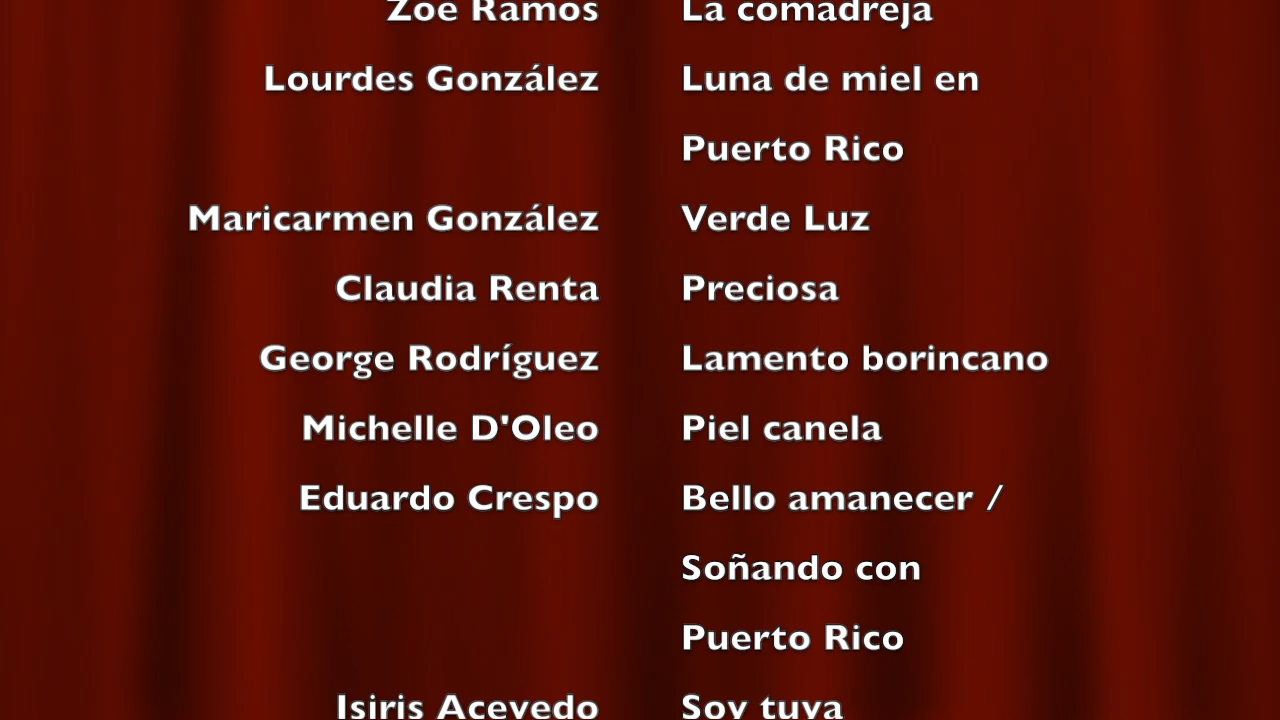 Zoe Ramos La comadreja
Lourdes González Luna de miel en
Puerto Rico
Maricarmen González Verde Luz
Claudia Renta Preciosa
George Rodríguez Lamento borincano
Michelle D'Oleo Piel canela
Eduardo Crespo Bello amanecer /
Soñando con
Puerto Rico
Isiris Acevedo Soy tuya